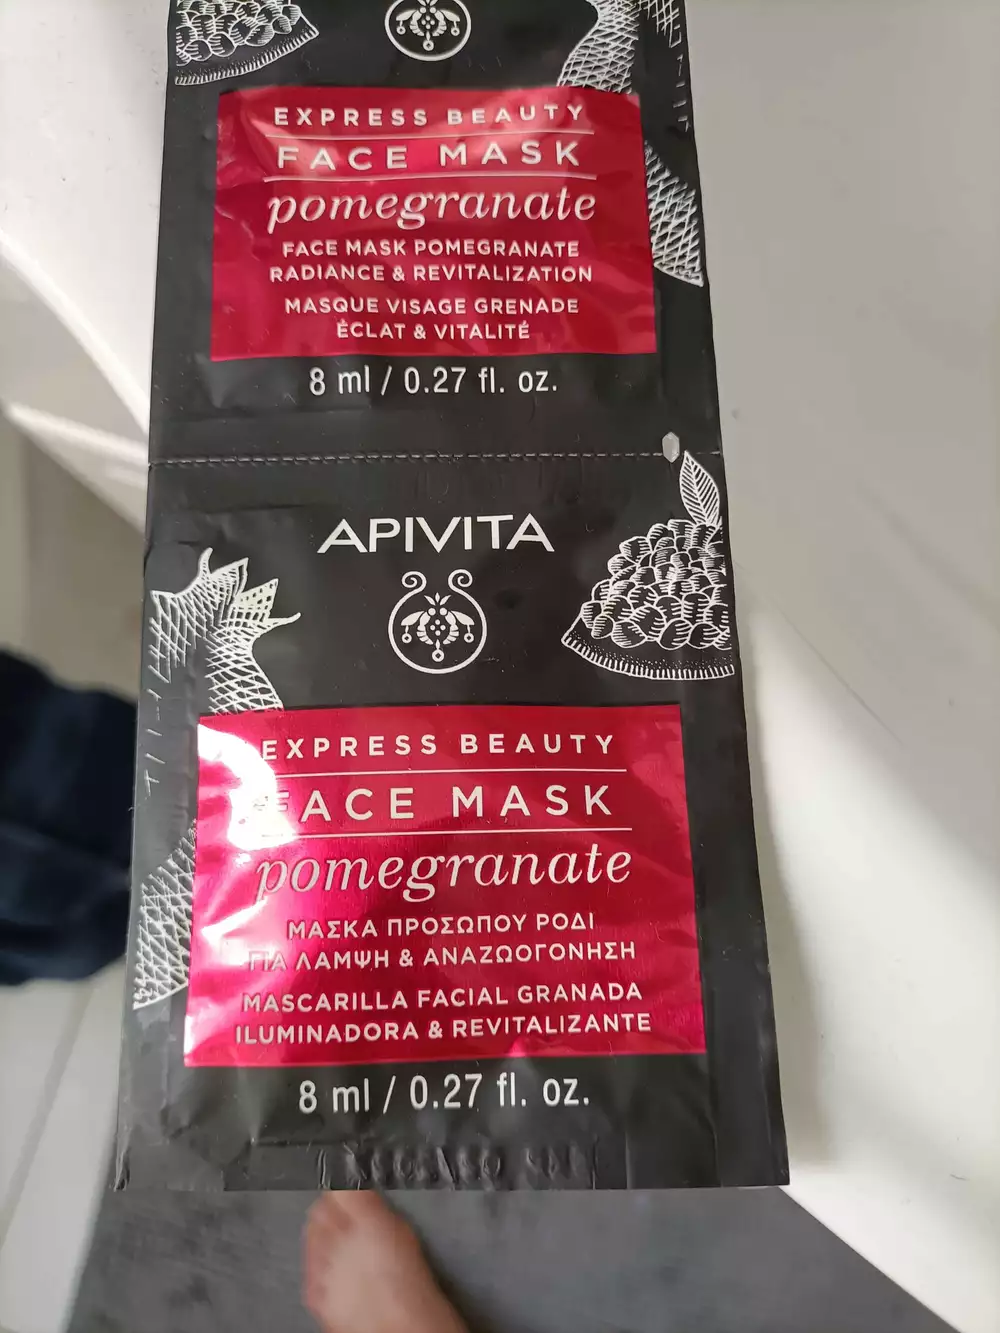 EXPRESS BEAUTY
FACE MASK
pomegranate
FACE MASK POMEGRANATE
RADIANCE & REVITALIZATION
MASQUE VISAGE GRENADE
ÉCLAT & VITALITÉ
8 ml / 0.27 fl. oz.
APIVITA
EXPRESS BEAUTY
FACE MASK
pomegranate
ΜΑΣΚΑ ΠΡΟΣΩΠΟΥ ΡΟΔΙ
ΓΙΑ ΛΑΜΨΗ & ΑΝΑΖΩΟΓΟΝΗΣΗ
MASCARILLA FACIAL GRANADA
ILUMINADORA & REVITALIZANTE
8 ml / 0.27 fl. oz.